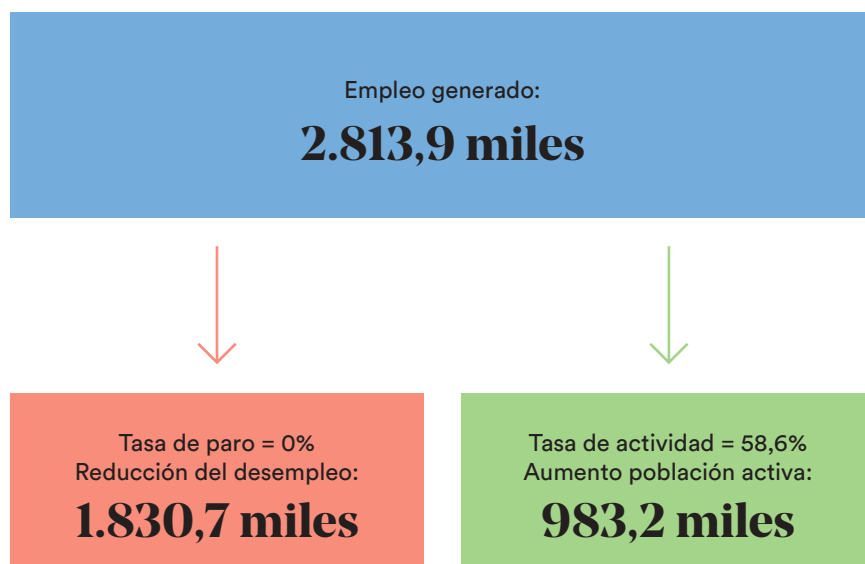 Empleo generado:
2.813,9 miles
Tasa de paro = 0%
Reducción del desempleo:
1.830,7 miles
Tasa de actividad = 58,6%
Aumento población activa:
983,2 miles